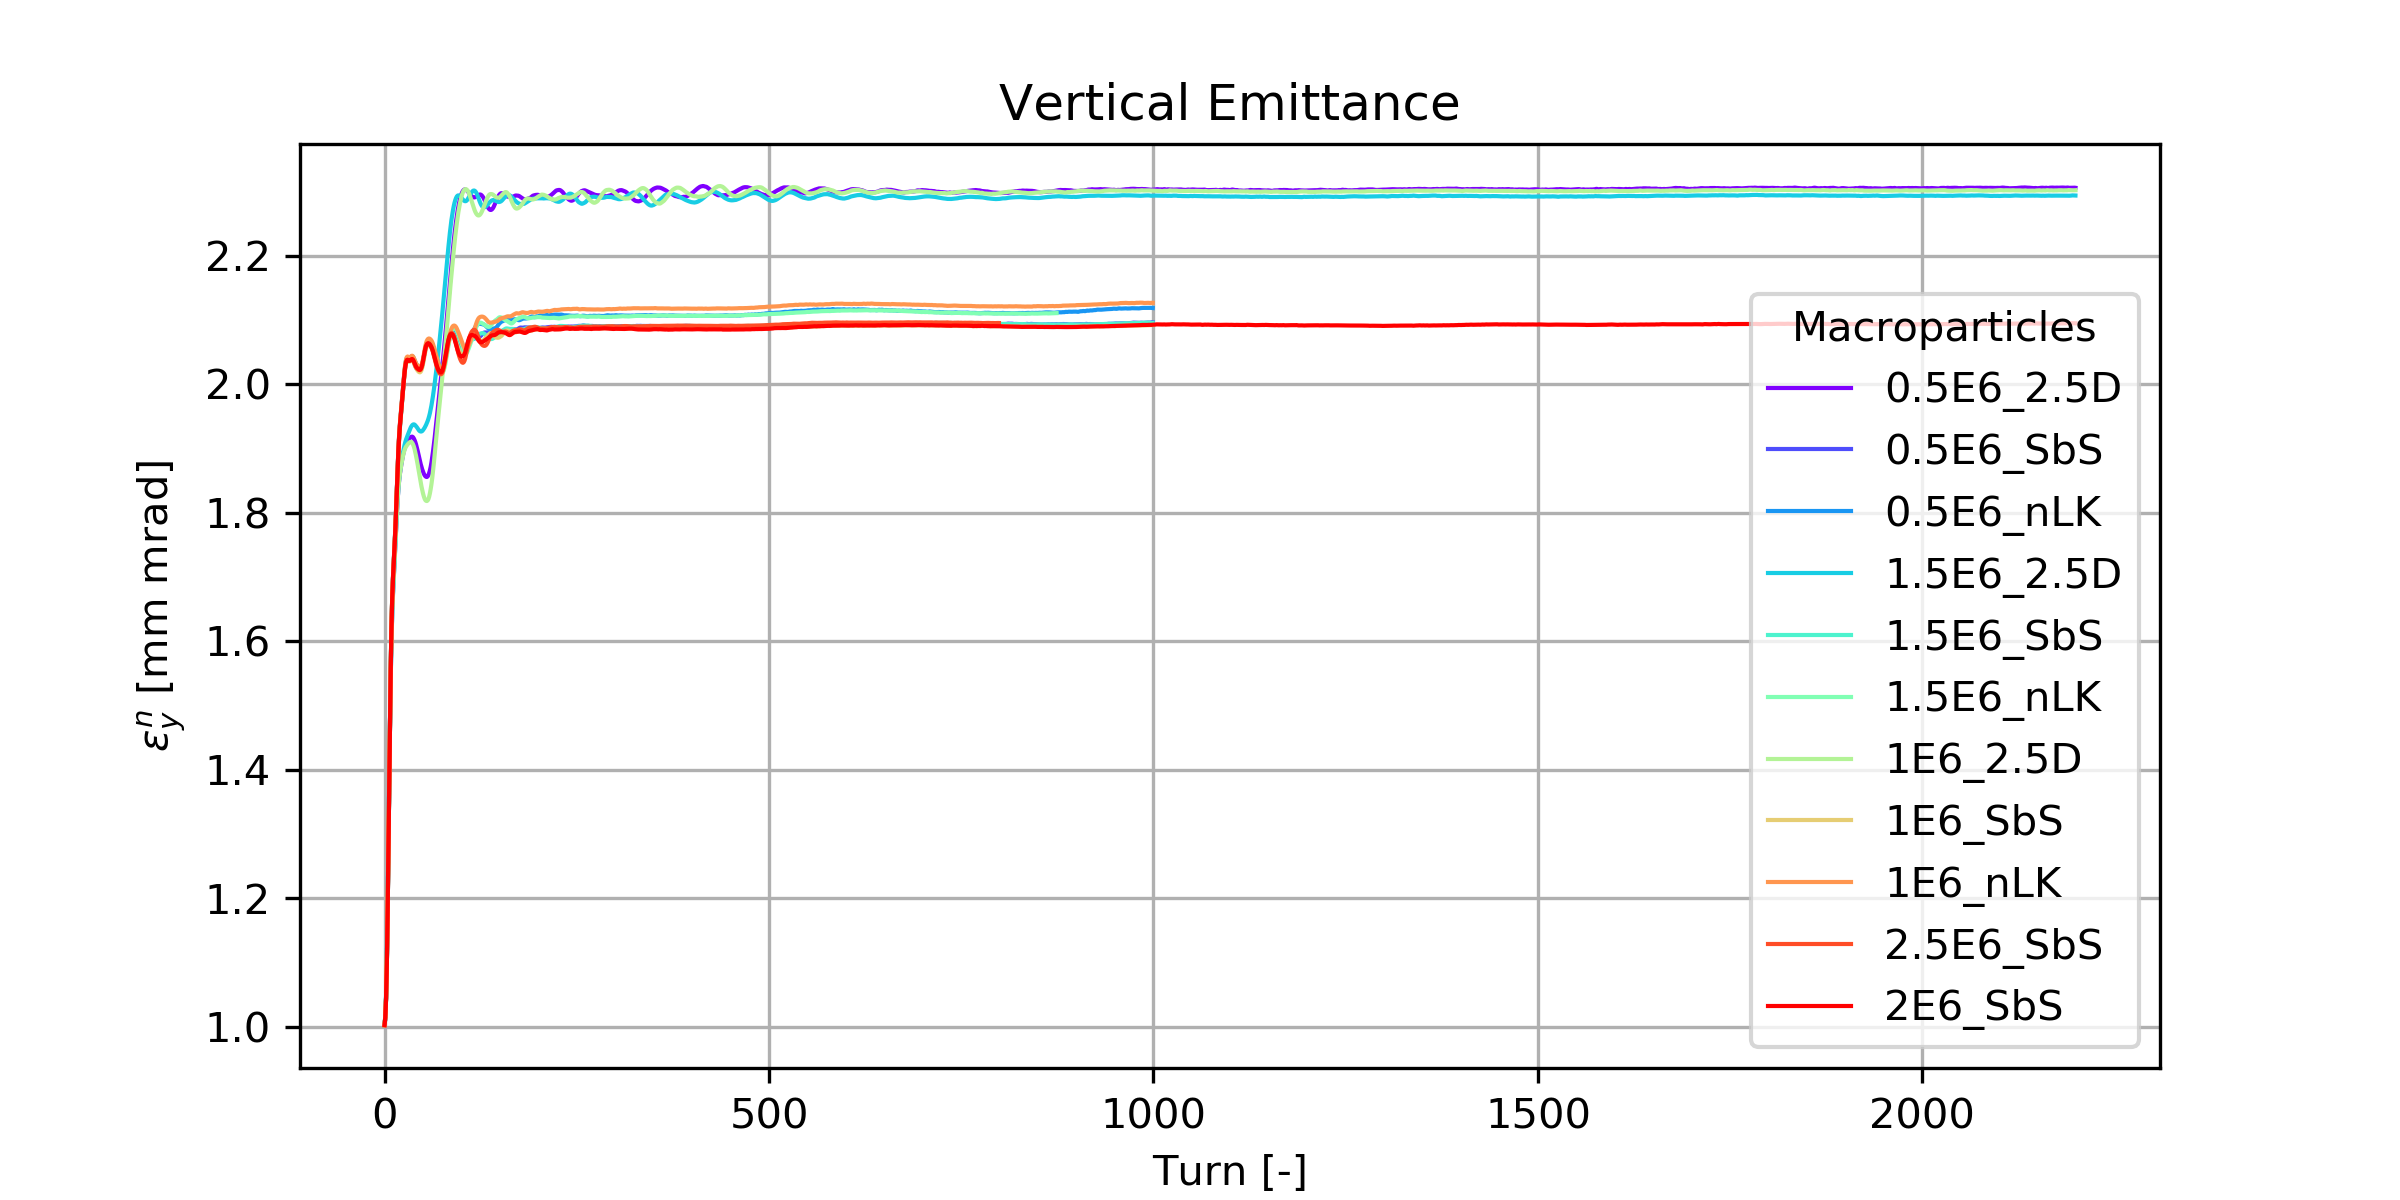 Vertical Emittance
2.2
2.0
1.8
1.6
1.4
1.2
1.0
ε_y^n [mm mrad]
0
500
1000
1500
2000
Turn [-]
Macroparticles
0.5E6_2.5D
0.5E6_SbS
0.5E6_nLK
1.5E6_2.5D
1.5E6_SbS
1.5E6_nLK
1E6_2.5D
1E6_SbS
1E6_nLK
2.5E6_SbS
2E6_SbS